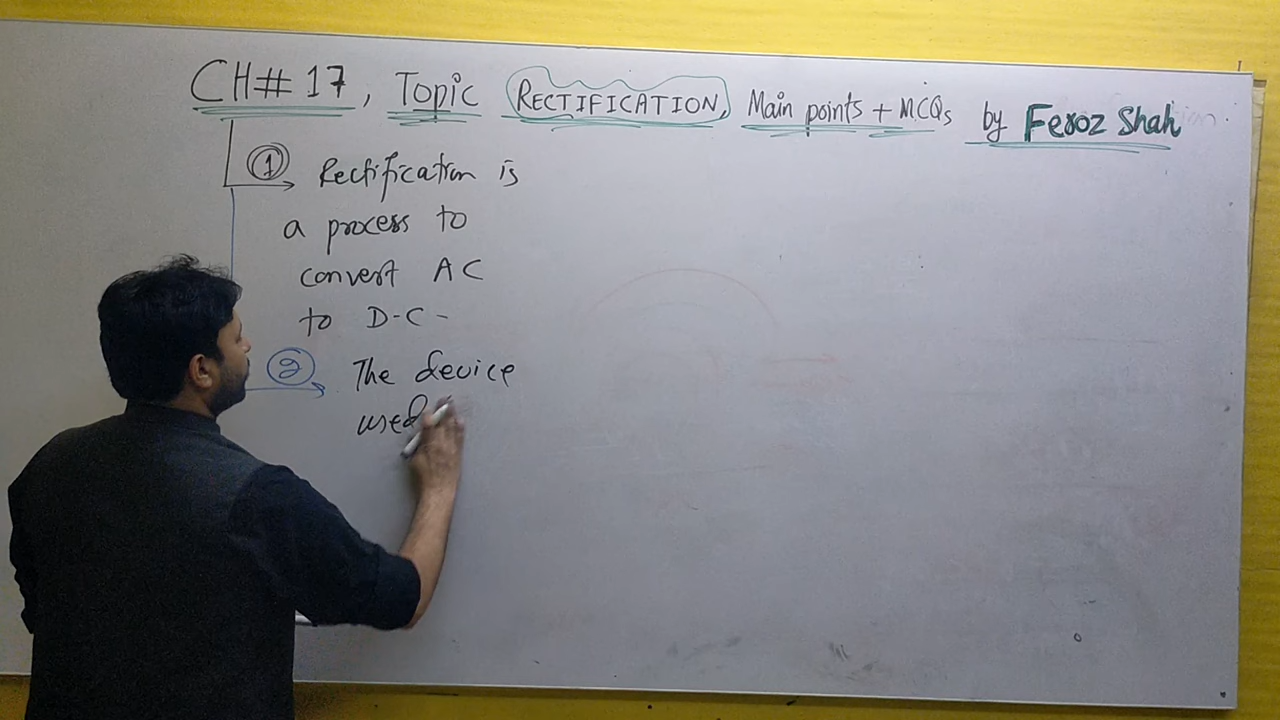 CH# 17, Topic RECTIFICATION, Main points + MCQs by Feroz Shah
1 Rectification is
a process to
convert AC
to D-C-
2 The device
used